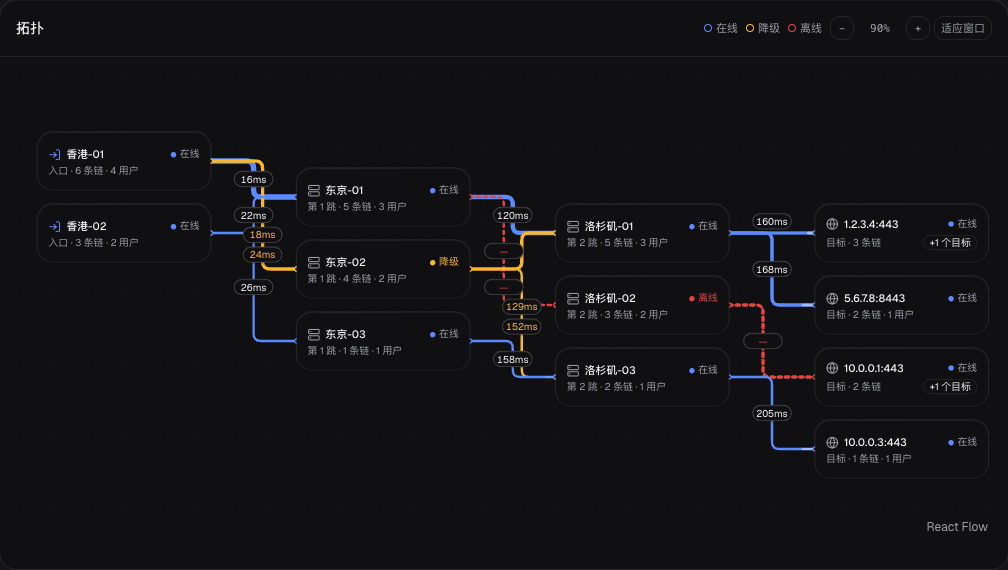 拓扑
在线 降级 离线 − 90% + 适应窗口
香港-01 在线
入口 · 6 条链 · 4 用户
香港-02 在线
入口 · 3 条链 · 2 用户
16ms
22ms
18ms
24ms
26ms
东京-01 在线
第 1 跳 · 5 条链 · 3 用户
东京-02 降级
第 1 跳 · 4 条链 · 2 用户
东京-03 在线
第 1 跳 · 1 条链 · 1 用户
120ms
—
—
129ms
152ms
158ms
洛杉矶-01 在线
第 2 跳 · 5 条链 · 3 用户
洛杉矶-02 离线
第 2 跳 · 3 条链 · 2 用户
洛杉矶-03 在线
第 2 跳 · 2 条链 · 1 用户
160ms
168ms
—
205ms
1.2.3.4:443 在线
目标 · 3 条链 +1 个目标
5.6.7.8:8443 在线
目标 · 2 条链 · 1 用户
10.0.0.1:443 在线
目标 · 2 条链 +1 个目标
10.0.0.3:443 在线
目标 · 1 条链 · 1 用户
React Flow